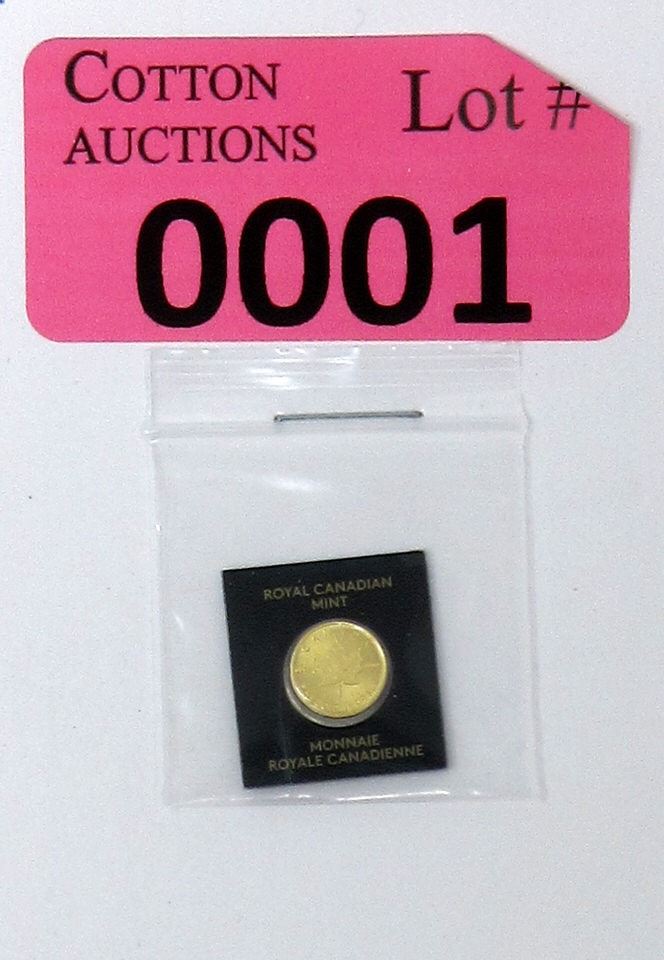 COTTON
AUCTIONS
Lot #
0001
ROYAL CANADIAN
MINT
MONNAIE
ROYALE CANADIENNE